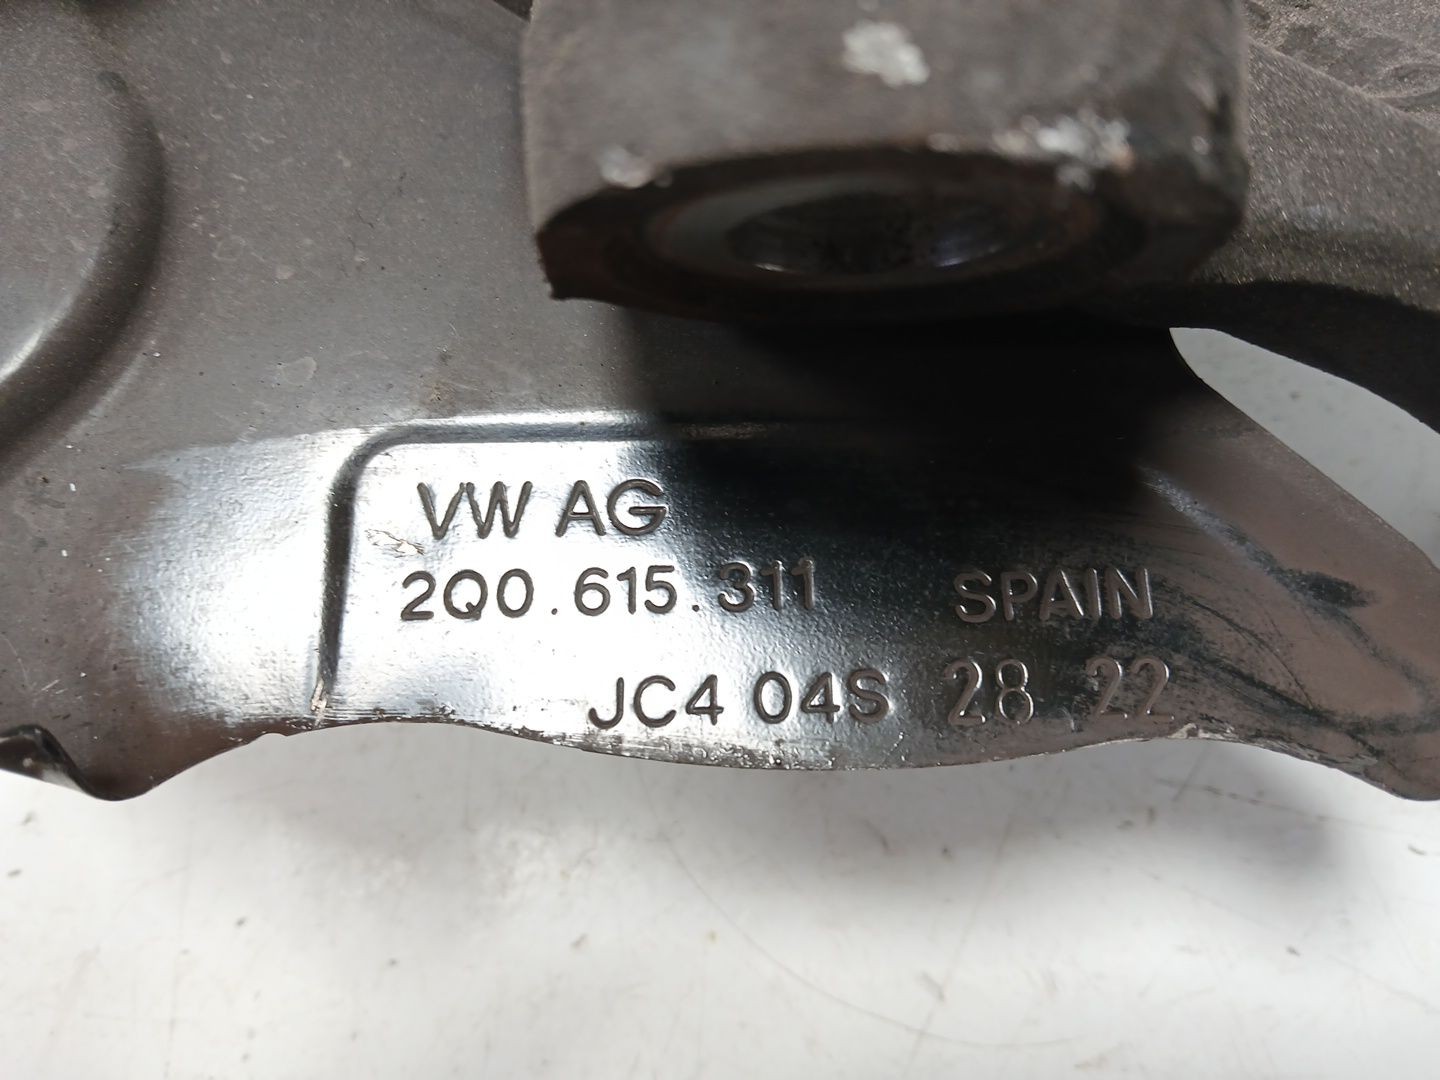 VW AG
2Q0.615.311 SPAIN
JC4 04S 28 22